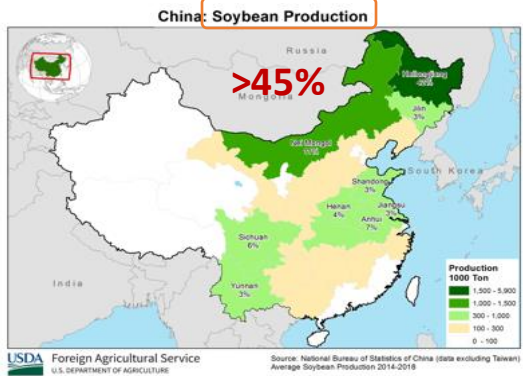 China: Soybean Production
Russia
>45%
Mongolia
Heilongjiang
Jilin
3%
Nei Mongol
South Korea
Shandong
3%
Henan
4%
Jiangsu
3%
Anhui
7%
Sichuan
6%
Yunnan
3%
India
Production
1000 Ton
1,500 - 5,900
1,000 - 1,500
300 - 1,000
100 - 300
0 - 100
USDA Foreign Agricultural Service
U.S. DEPARTMENT OF AGRICULTURE
Source: National Bureau of Statistics of China (data excluding Taiwan)
Average Soybean Production 2014-2018